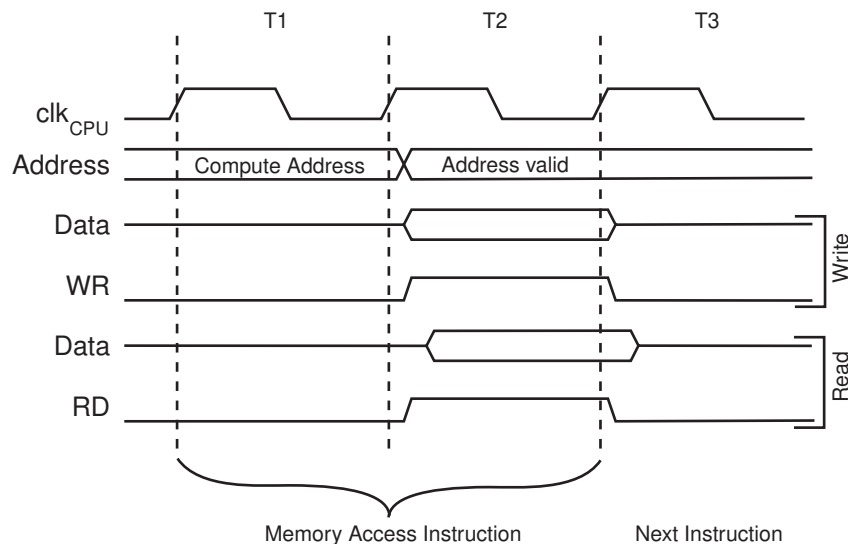 T1 T2 T3
clkCPU
Address Compute Address Address valid
Data
WR
Write
Data
RD
Read
Memory Access Instruction Next Instruction